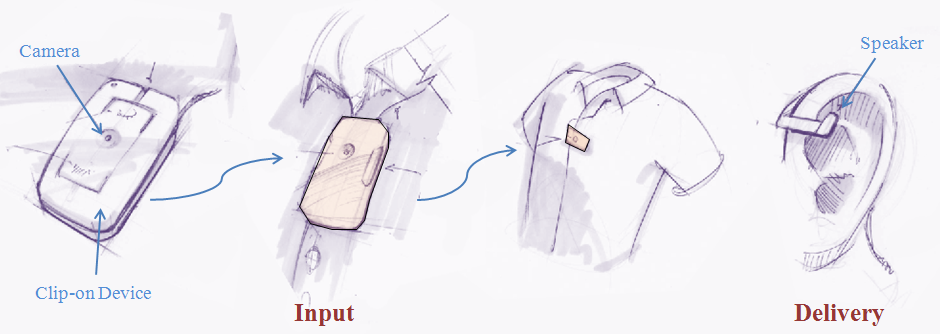 Camera
Speaker
Clip-on Device
Input
Delivery